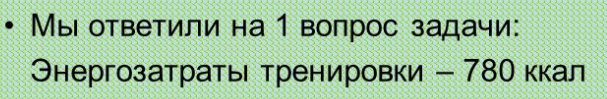 • Мы ответили на 1 вопрос задачи:
Энергозатраты тренировки – 780 ккал